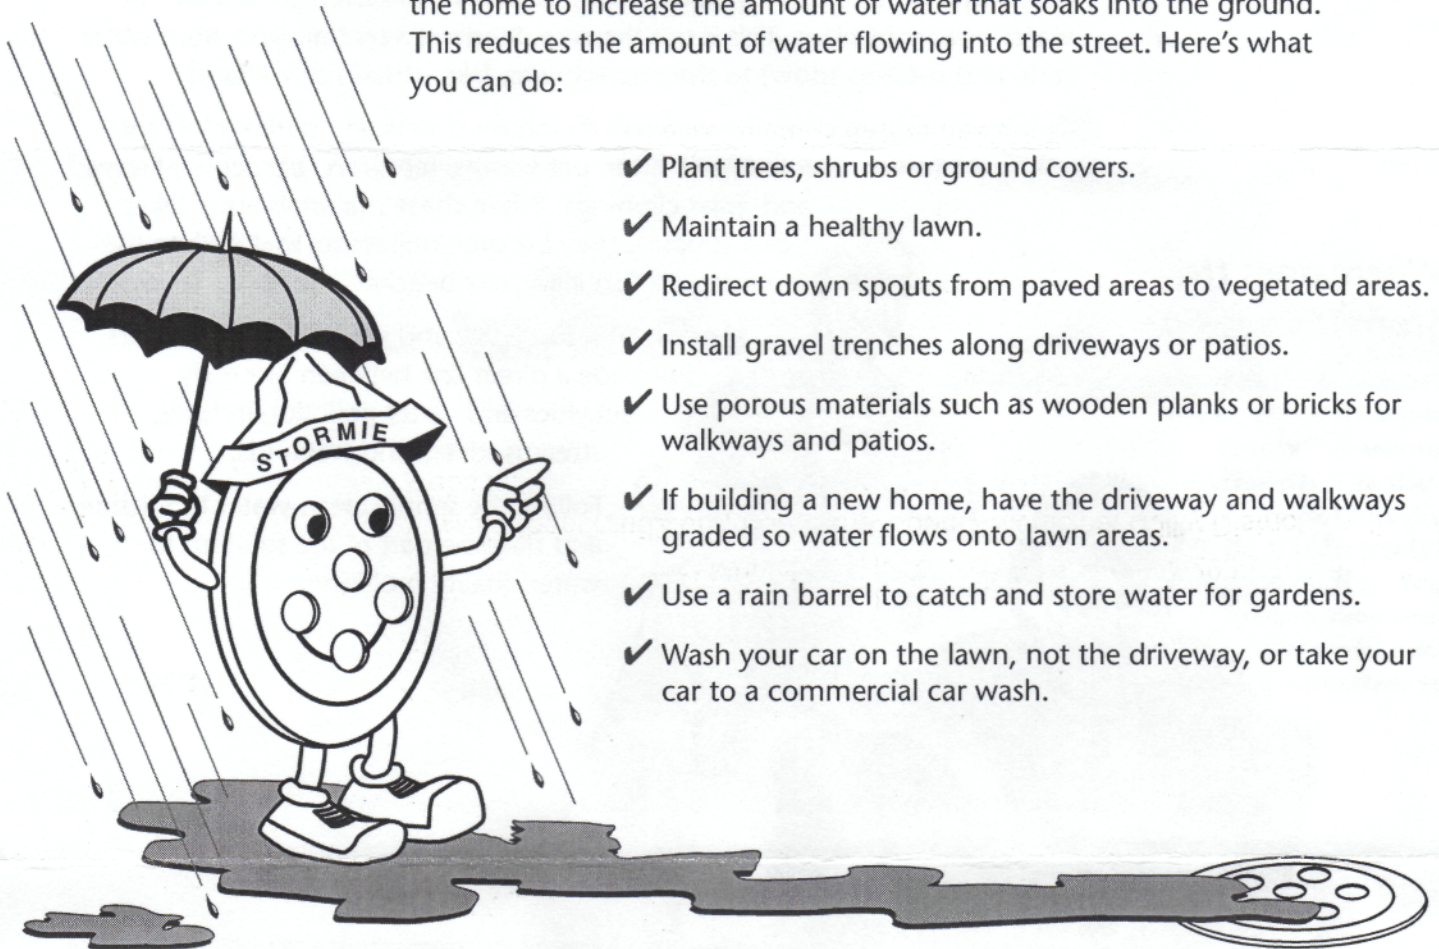 the home to increase the amount of water that soaks into the ground.
This reduces the amount of water flowing into the street. Here's what
you can do:
✔ Plant trees, shrubs or ground covers.
✔ Maintain a healthy lawn.
✔ Redirect down spouts from paved areas to vegetated areas.
✔ Install gravel trenches along driveways or patios.
✔ Use porous materials such as wooden planks or bricks for
walkways and patios.
✔ If building a new home, have the driveway and walkways
graded so water flows onto lawn areas.
✔ Use a rain barrel to catch and store water for gardens.
✔ Wash your car on the lawn, not the driveway, or take your
car to a commercial car wash.
STORMIE